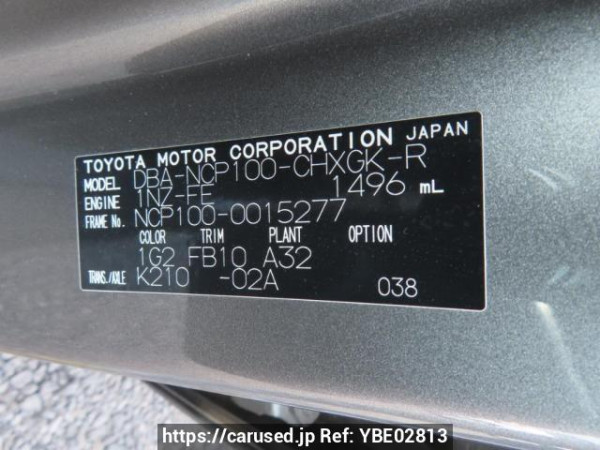 TOYOTA MOTOR CORPORATION JAPAN
MODEL DBA-NCP100-CHXGK-R
ENGINE 1NZ-FE 1496 mL
FRAME No. NCP100-0015277
COLOR TRIM PLANT OPTION
1G2 FB10 A32
TRANS./AXLE K210 -02A
038
https://carused.jp Ref: YBE02813